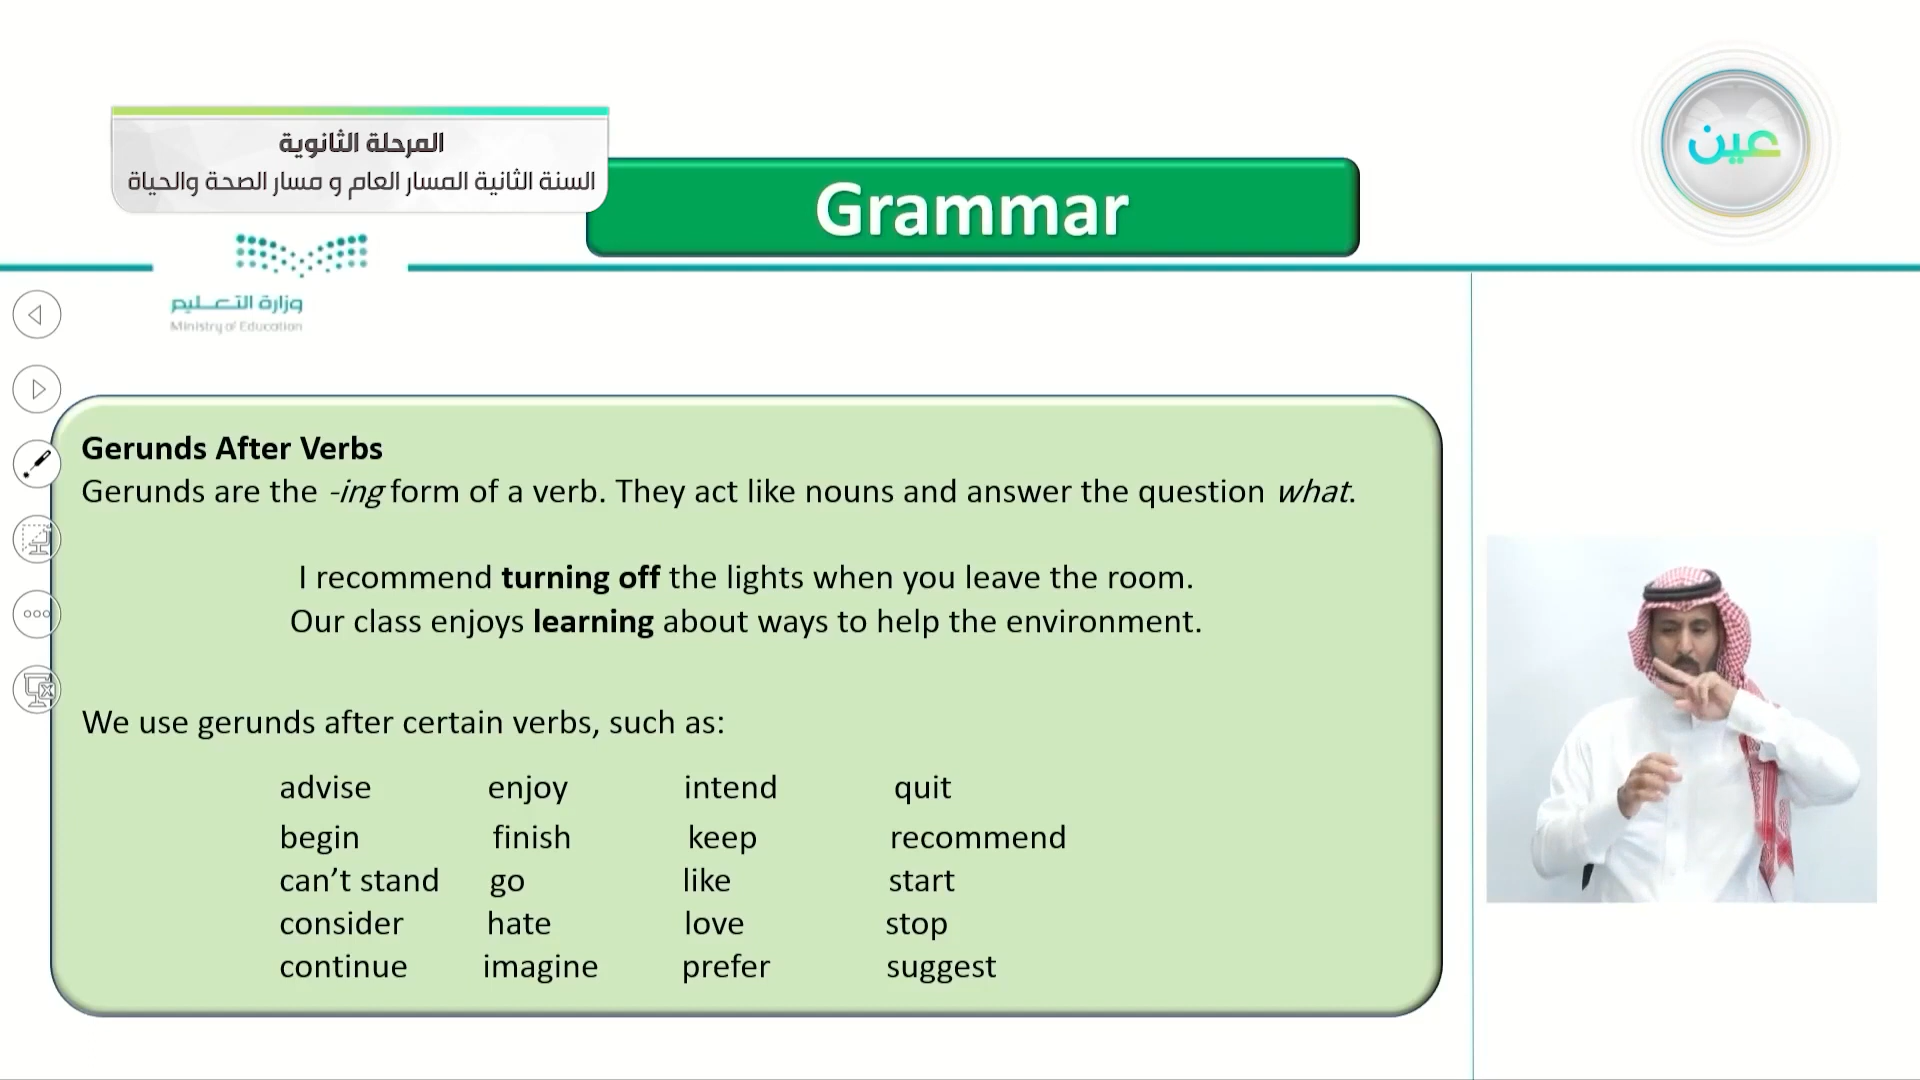 المرحلة الثانوية
السنة الثانية المسار العام و مسار الصحة والحياة
Grammar
عين
وزارة التعليم
Ministry of Education
Gerunds After Verbs
Gerunds are the -ing form of a verb. They act like nouns and answer the question what.
I recommend turning off the lights when you leave the room.
Our class enjoys learning about ways to help the environment.
We use gerunds after certain verbs, such as:
advise enjoy intend quit
begin finish keep recommend
can’t stand go like start
consider hate love stop
continue imagine prefer suggest